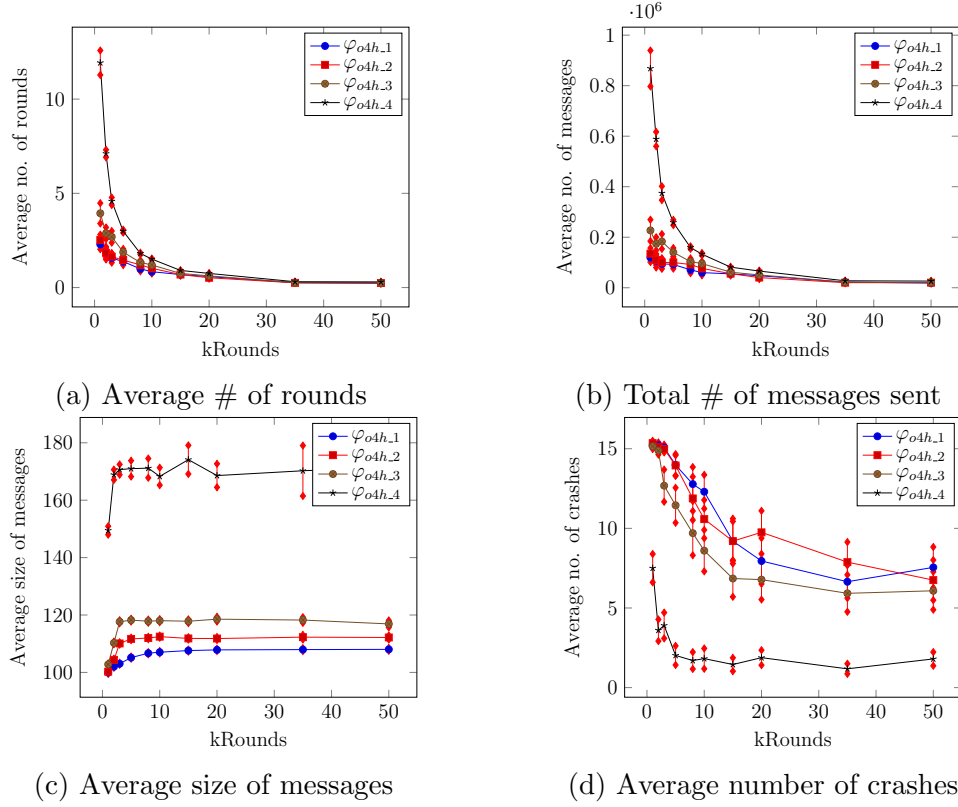 ·10⁶
10
5
0
Average no. of rounds
0 10 20 30 40 50
kRounds
φo4h_1
φo4h_2
φo4h_3
φo4h_4
(a) Average # of rounds
1
0.8
0.6
0.4
0.2
0
Average no. of messages
0 10 20 30 40 50
kRounds
φo4h_1
φo4h_2
φo4h_3
φo4h_4
(b) Total # of messages sent
180
160
140
120
100
Average size of messages
0 10 20 30 40 50
kRounds
φo4h_1
φo4h_2
φo4h_3
φo4h_4
(c) Average size of messages
15
10
5
0
Average no. of crashes
0 10 20 30 40 50
kRounds
φo4h_1
φo4h_2
φo4h_3
φo4h_4
(d) Average number of crashes